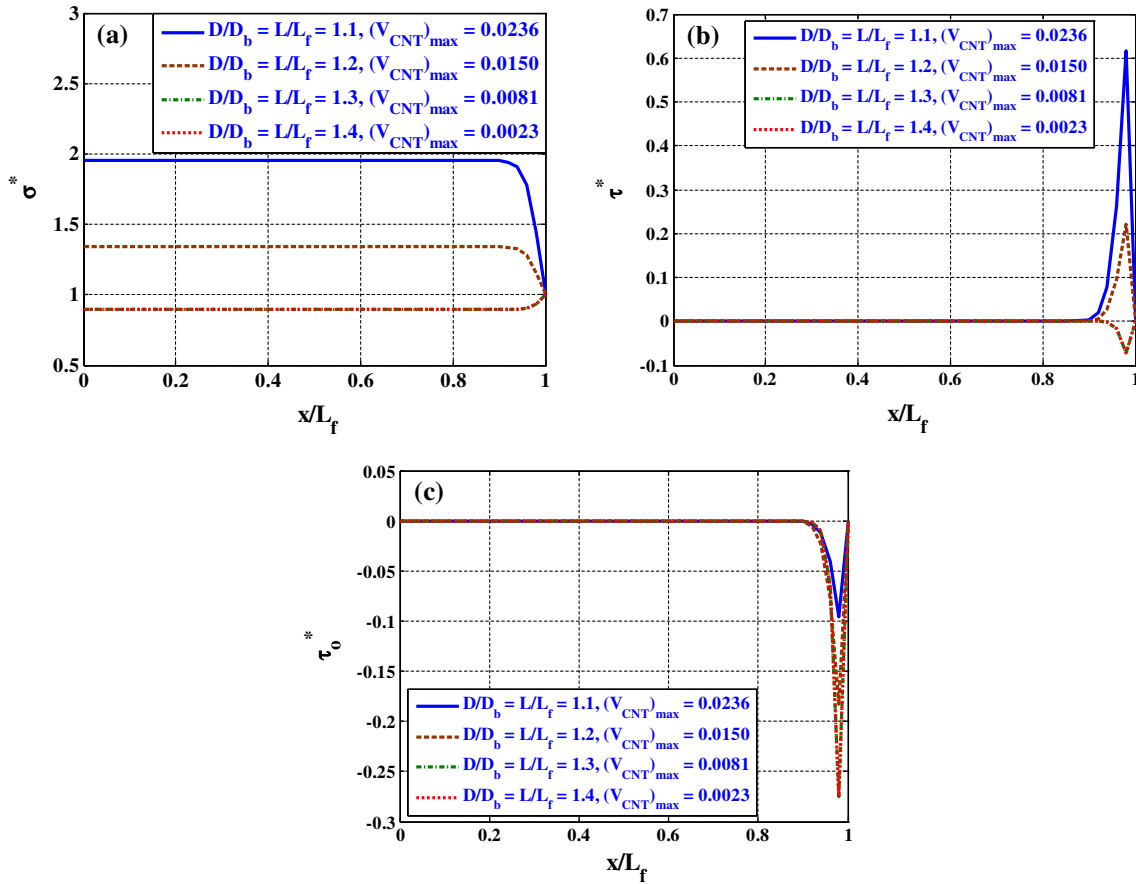 (a)
D/D_b = L/L_f = 1.1, (V_CNT)_max = 0.0236
D/D_b = L/L_f = 1.2, (V_CNT)_max = 0.0150
D/D_b = L/L_f = 1.3, (V_CNT)_max = 0.0081
D/D_b = L/L_f = 1.4, (V_CNT)_max = 0.0023
3
2.5
2
1.5
1
0.5
σ*
0 0.2 0.4 0.6 0.8 1
x/L_f
(b)
D/D_b = L/L_f = 1.1, (V_CNT)_max = 0.0236
D/D_b = L/L_f = 1.2, (V_CNT)_max = 0.0150
D/D_b = L/L_f = 1.3, (V_CNT)_max = 0.0081
D/D_b = L/L_f = 1.4, (V_CNT)_max = 0.0023
0.7
0.6
0.5
0.4
0.3
0.2
0.1
0
-0.1
τ*
0 0.2 0.4 0.6 0.8 1
x/L_f
(c)
0.05
0
-0.05
-0.1
-0.15
-0.2
-0.25
-0.3
τ_o*
D/D_b = L/L_f = 1.1, (V_CNT)_max = 0.0236
D/D_b = L/L_f = 1.2, (V_CNT)_max = 0.0150
D/D_b = L/L_f = 1.3, (V_CNT)_max = 0.0081
D/D_b = L/L_f = 1.4, (V_CNT)_max = 0.0023
0 0.2 0.4 0.6 0.8 1
x/L_f